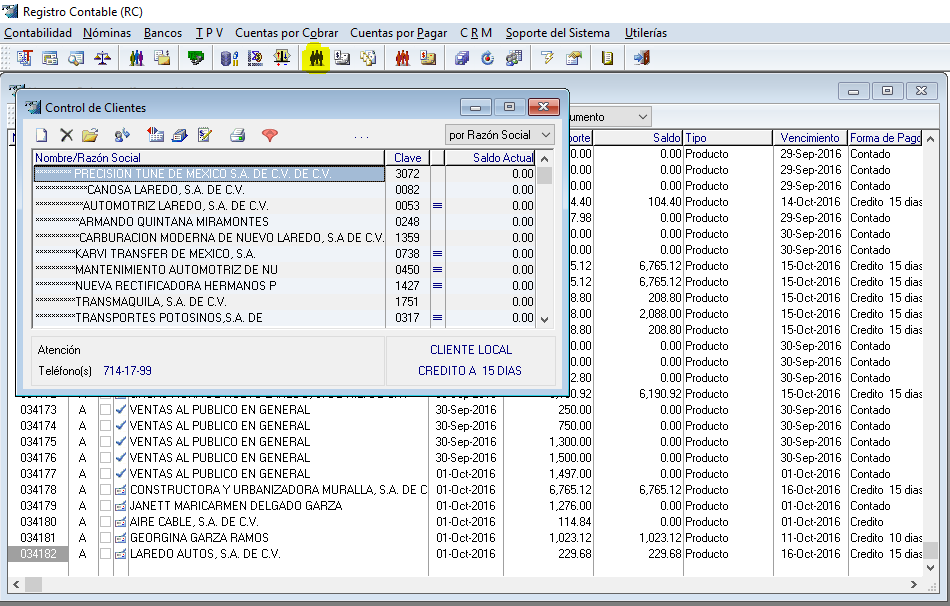 Registro Contable (RC)
Contabilidad Nóminas Bancos T P V Cuentas por Cobrar Cuentas por Pagar C R M Soporte del Sistema Utilerías
Control de Clientes
por Razón Social
Nombre/Razón Social Clave Saldo Actual
********* PRECISION TUNE DE MEXICO S.A. DE C.V. DE C.V. 3072 0.00
************CANOSA LAREDO, S.A. DE C.V. 0082 0.00
***********AUTOMOTRIZ LAREDO, S.A. DE C.V. 0053 0.00
**********ARMANDO QUINTANA MIRAMONTES 0248 0.00
**********CARBURACION MODERNA DE NUEVO LAREDO, S.A DE C.V. 1359 0.00
*********KARVI TRANSFER DE MEXICO, S.A. 0738 0.00
*********MANTENIMIENTO AUTOMOTRIZ DE NU 0450 0.00
*********NUEVA RECTIFICADORA HERMANOS P 1427 0.00
*********TRANSMAQUILA, S.A. DE C.V. 1751 0.00
*********TRANSPORTES POTOSINOS,S.A. DE 0317 0.00
Atención
Teléfono(s) 714-17-99
CLIENTE LOCAL
CREDITO A 15 DIAS
umento
porte Saldo Tipo Vencimiento Forma de Pago
0.00 0.00 Producto 29-Sep-2016 Contado
0.00 0.00 Producto 29-Sep-2016 Contado
0.00 0.00 Producto 29-Sep-2016 Contado
4.40 104.40 Producto 14-Oct-2016 Credito 15 dias
7.98 0.00 Producto 29-Sep-2016 Contado
0.00 0.00 Producto 30-Sep-2016 Contado
0.00 0.00 Producto 30-Sep-2016 Contado
5.12 6,765.12 Producto 15-Oct-2016 Credito 15 dias
5.12 6,765.12 Producto 15-Oct-2016 Credito 15 dias
8.80 208.80 Producto 15-Oct-2016 Credito 15 dias
8.00 2,088.00 Producto 15-Oct-2016 Credito 15 dias
8.80 208.80 Producto 15-Oct-2016 Credito 15 dias
0.00 0.00 Producto 30-Sep-2016 Contado
0.00 0.00 Producto 30-Sep-2016 Contado
2.80 0.00 Producto 30-Sep-2016 Contado
0.92 6,190.92 Producto 15-Oct-2016 Credito 15 dias
034173 A VENTAS AL PUBLICO EN GENERAL 30-Sep-2016 250.00 0.00 Producto 30-Sep-2016 Contado
034174 A VENTAS AL PUBLICO EN GENERAL 30-Sep-2016 750.00 0.00 Producto 30-Sep-2016 Contado
034175 A VENTAS AL PUBLICO EN GENERAL 30-Sep-2016 1,300.00 0.00 Producto 30-Sep-2016 Contado
034176 A VENTAS AL PUBLICO EN GENERAL 30-Sep-2016 1,500.00 0.00 Producto 30-Sep-2016 Contado
034177 A VENTAS AL PUBLICO EN GENERAL 01-Oct-2016 1,497.00 0.00 Producto 01-Oct-2016 Contado
034178 A CONSTRUCTORA Y URBANIZADORA MURALLA, S.A. DE C 01-Oct-2016 6,765.12 6,765.12 Producto 16-Oct-2016 Credito 15 dias
034179 A JANETT MARICARMEN DELGADO GARZA 01-Oct-2016 1,276.00 0.00 Producto 01-Oct-2016 Contado
034180 A AIRE CABLE, S.A. DE C.V. 01-Oct-2016 114.84 0.00 Producto 01-Oct-2016 Credito
034181 A GEORGINA GARZA RAMOS 01-Oct-2016 1,023.12 1,023.12 Producto 11-Oct-2016 Credito 10 dias
034182 A LAREDO AUTOS, S.A. DE C.V. 01-Oct-2016 229.68 229.68 Producto 16-Oct-2016 Credito 15 dias